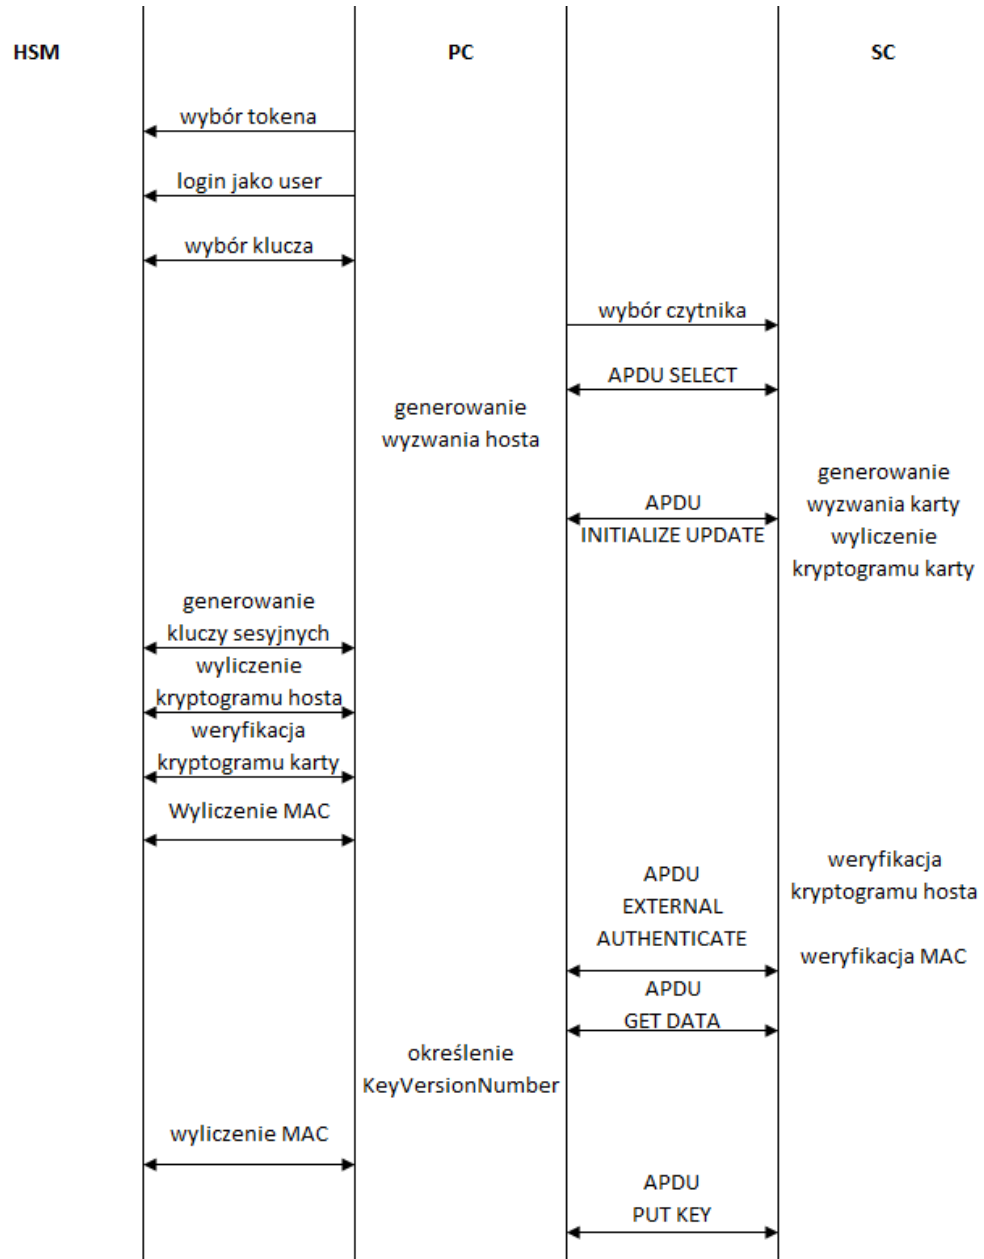 HSM
PC
SC
wybór tokena
login jako user
wybór klucza
wybór czytnika
APDU SELECT
generowanie
wyzwania hosta
generowanie
wyzwania karty
wyliczenie
kryptogramu karty
APDU
INITIALIZE UPDATE
generowanie
kluczy sesyjnych
wyliczenie
kryptogramu hosta
weryfikacja
kryptogramu karty
Wyliczenie MAC
weryfikacja
kryptogramu hosta
APDU
EXTERNAL
AUTHENTICATE
weryfikacja MAC
APDU
GET DATA
określenie
KeyVersionNumber
wyliczenie MAC
APDU
PUT KEY